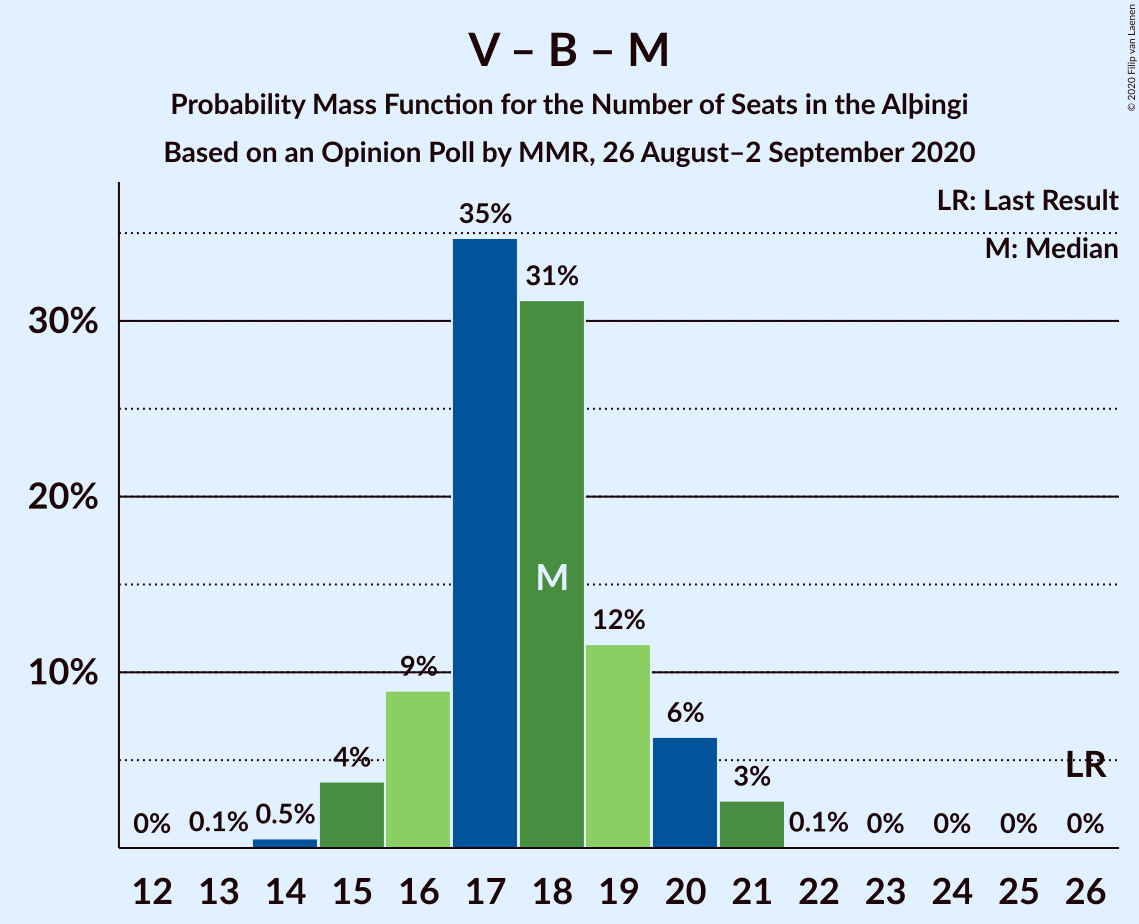 V – B – M
Probability Mass Function for the Number of Seats in the Alþingi
Based on an Opinion Poll by MMR, 26 August–2 September 2020
© 2020 Filip van Laenen
LR: Last Result
M: Median
35%
31%
30%
20%
M
12%
9%
10%
6%
4%
3%
LR
0% 0.1% 0.5% 0.1% 0% 0% 0% 0%
12 13 14 15 16 17 18 19 20 21 22 23 24 25 26